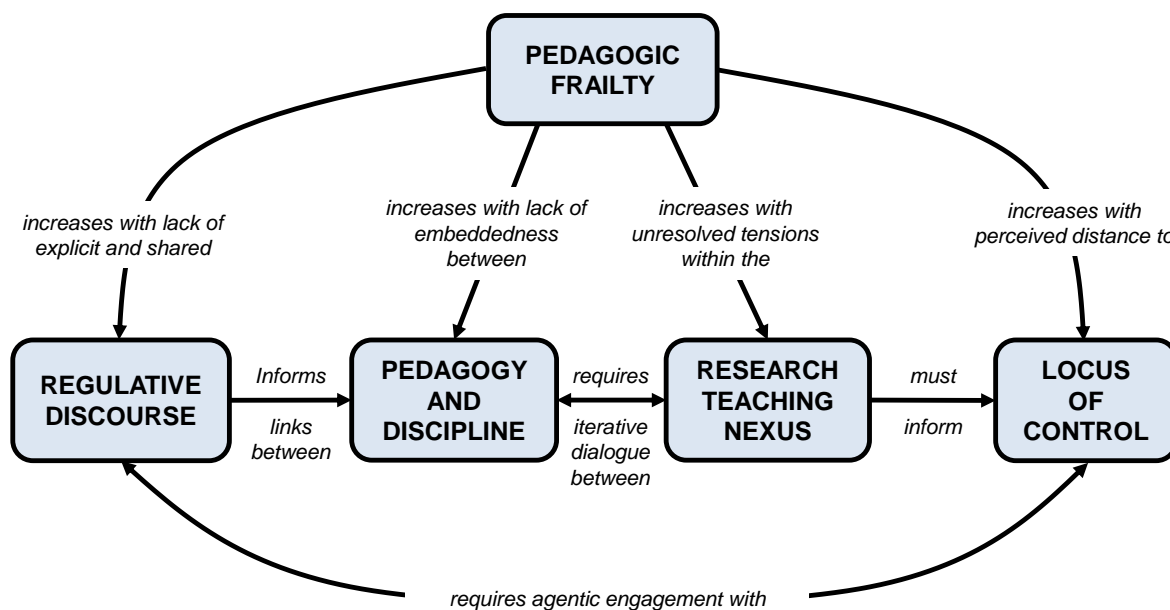 PEDAGOGIC
FRAILTY
increases with lack of
explicit and shared
increases with lack of
embeddedness
between
increases with
unresolved tensions
within the
increases with
perceived distance to
REGULATIVE
DISCOURSE
Informs
links
between
PEDAGOGY
AND
DISCIPLINE
requires
iterative
dialogue
between
RESEARCH
TEACHING
NEXUS
must
inform
LOCUS
OF
CONTROL
requires agentic engagement with